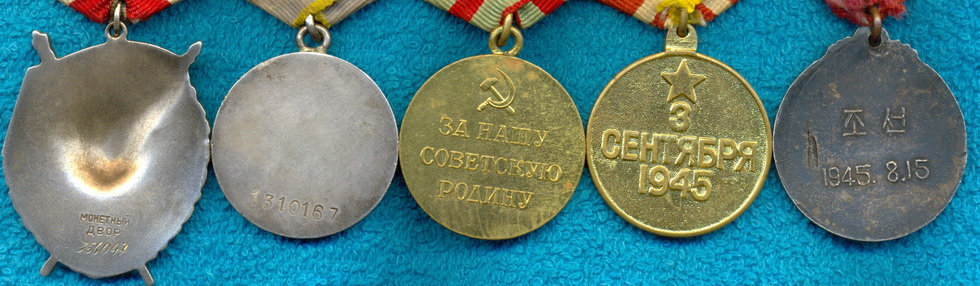 МОНЕТНЫЙ
ДВОР
1310167
ЗА НАШУ
СОВЕТСКУЮ
РОДИНУ
3
СЕНТЯБРЯ
1945
조선
1945.8.15